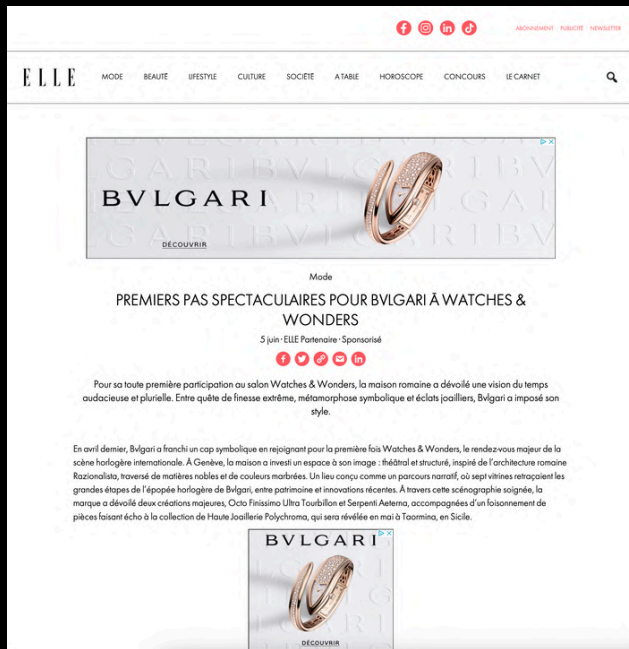 ABONNEMENT PUBLICITÉ NEWSLETTER
ELLE MODE BEAUTÉ LIFESTYLE CULTURE SOCIÉTÉ A TABLE HOROSCOPE CONCOURS LE CARNET
BVLGARI
DÉCOUVRIR
Mode
PREMIERS PAS SPECTACULAIRES POUR BVLGARI À WATCHES &
WONDERS
5 juin · ELLE Partenaire · Sponsorisé
Pour sa toute première participation au salon Watches & Wonders, la maison romaine a dévoilé une vision du temps
audacieuse et plurielle. Entre quête de finesse extrême, métamorphose symbolique et éclats joailliers, Bvlgari a imposé son
style.
En avril dernier, Bvlgari a franchi un cap symbolique en rejoignant pour la première fois Watches & Wonders, le rendez-vous majeur de la
scène horlogère internationale. À Genève, la maison a investi un espace à son image : théâtral et structuré, inspiré de l'architecture romaine
Razionalista, traversé de matières nobles et de couleurs marbrées. Un lieu conçu comme un parcours narratif, où sept vitrines retraçaient les
grandes étapes de l'épopée horlogère de Bvlgari, entre patrimoine et innovations récentes. À travers cette scénographie soignée, la
marque a dévoilé deux créations majeures, Octo Finissimo Ultra Tourbillon et Serpenti Aeterna, accompagnées d'un foisonnement de
pièces faisant écho à la collection de Haute Joaillerie Polychroma, qui sera révélée en mai à Taormina, en Sicile.
BVLGARI
DÉCOUVRIR